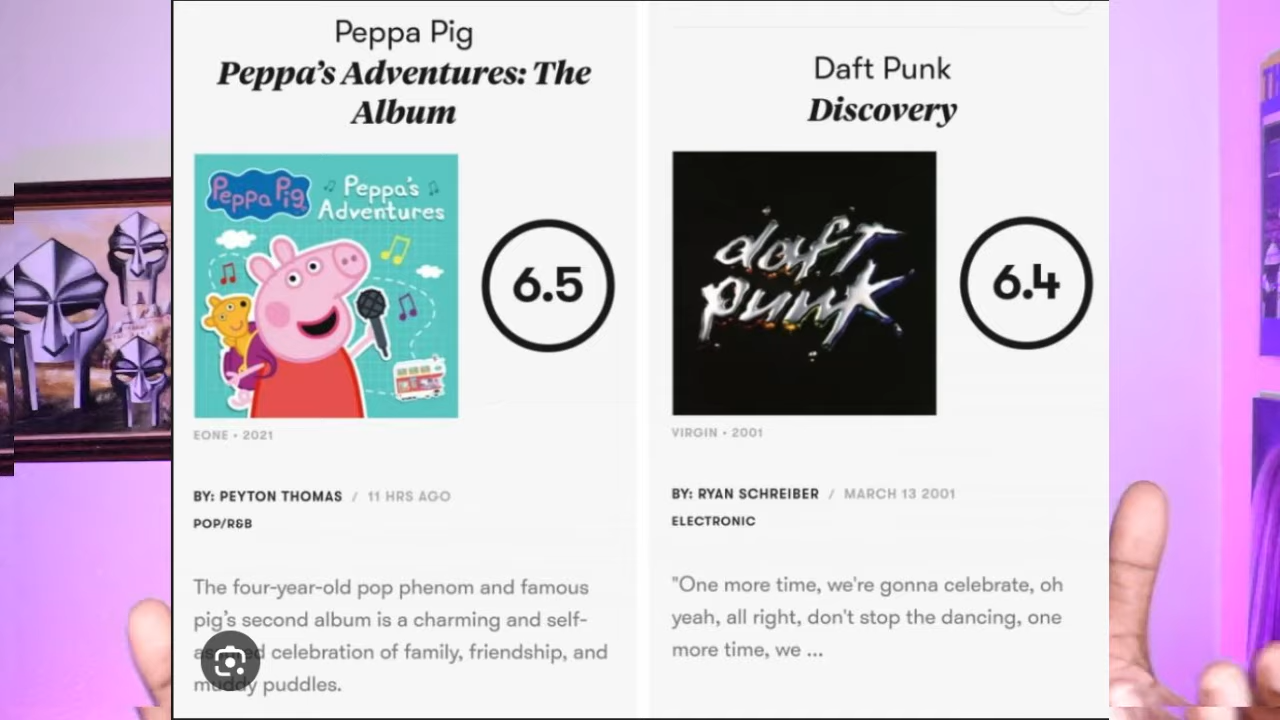 Peppa Pig
Peppa's Adventures: The
Album
Peppa Pig
Peppa's
Adventures
6.5
EONE • 2021
BY: PEYTON THOMAS / 11 HRS AGO
POP/R&B
The four-year-old pop phenom and famous
pig's second album is a charming and self-
celebration of family, friendship, and
muddy puddles.
Daft Punk
Discovery
daft
punk
6.4
VIRGIN • 2001
BY: RYAN SCHREIBER / MARCH 13 2001
ELECTRONIC
"One more time, we're gonna celebrate, oh
yeah, all right, don't stop the dancing, one
more time, we ...